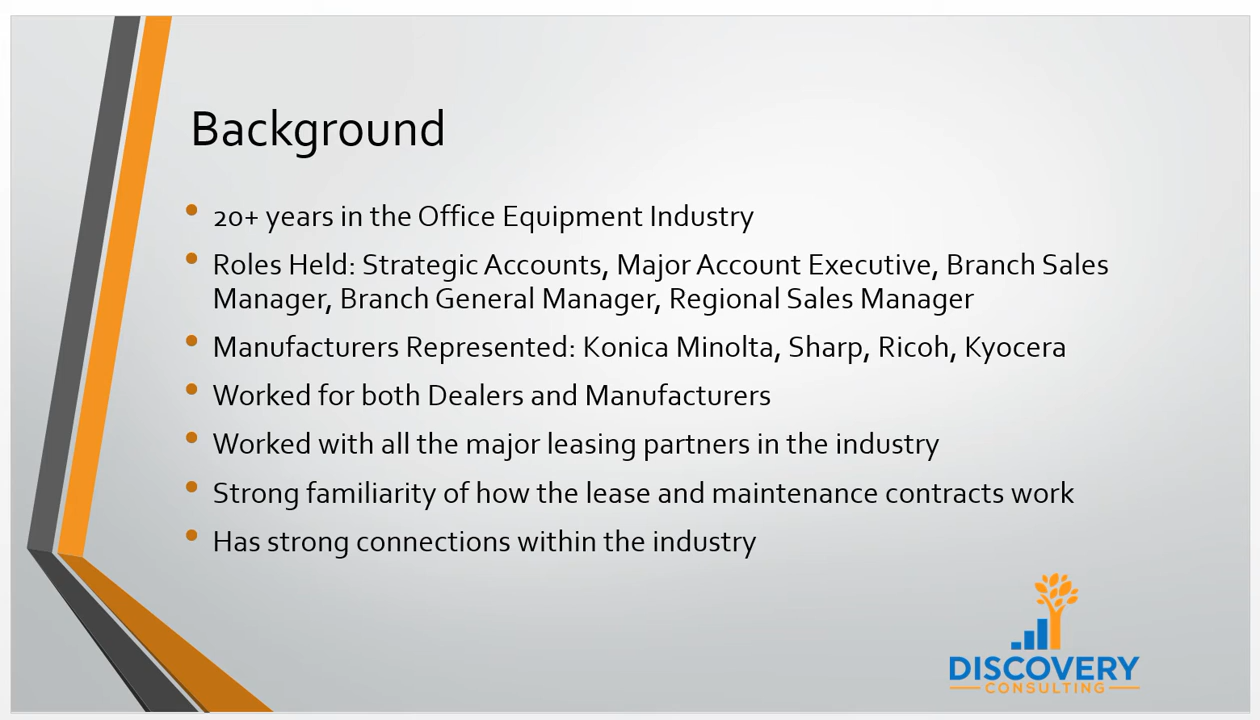 Background
• 20+ years in the Office Equipment Industry
• Roles Held: Strategic Accounts, Major Account Executive, Branch Sales
Manager, Branch General Manager, Regional Sales Manager
• Manufacturers Represented: Konica Minolta, Sharp, Ricoh, Kyocera
• Worked for both Dealers and Manufacturers
• Worked with all the major leasing partners in the industry
• Strong familiarity of how the lease and maintenance contracts work
• Has strong connections within the industry
DISCOVERY
CONSULTING